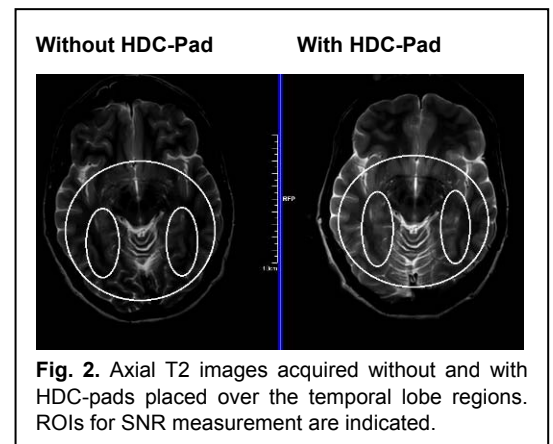 Without HDC-Pad With HDC-Pad
RFP
Fig. 2. Axial T2 images acquired without and with
HDC-pads placed over the temporal lobe regions.
ROIs for SNR measurement are indicated.